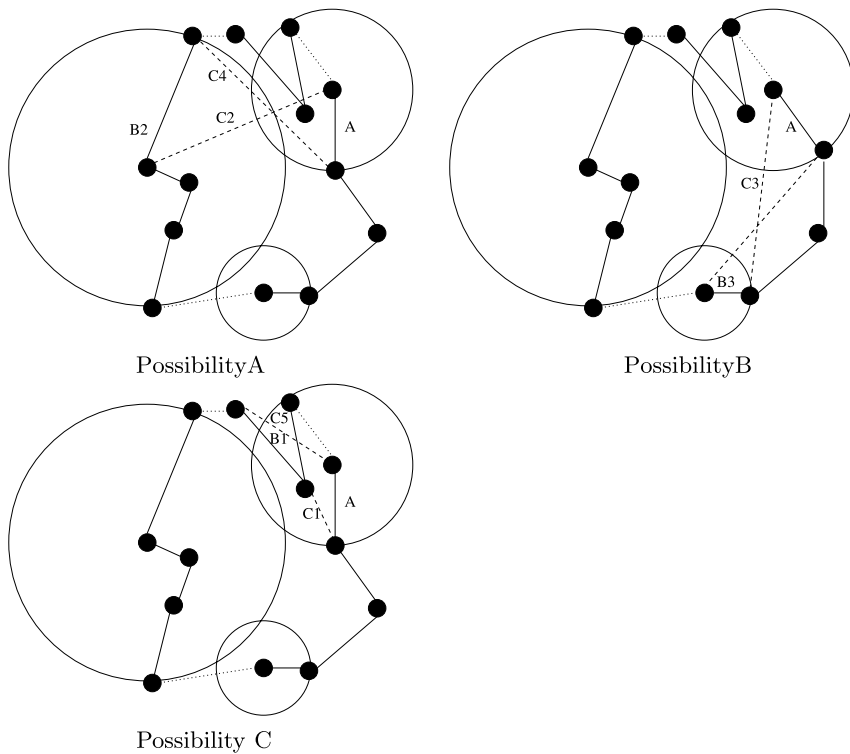 C4
C2
B2
A
PossibilityA
A
C3
B3
PossibilityB
C5
B1
C1
A
Possibility C